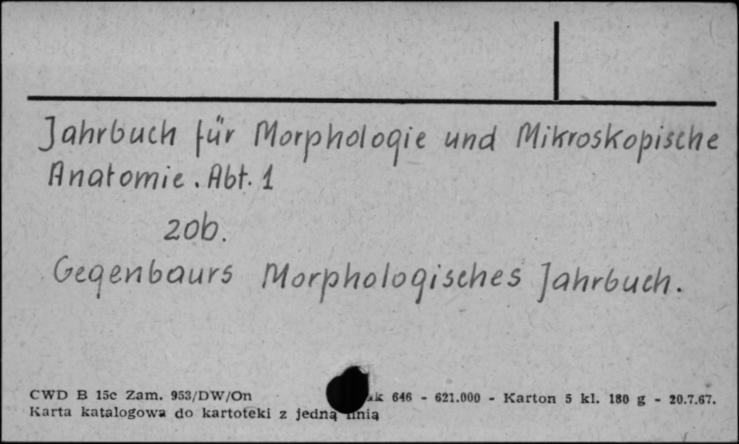 Jahrbuch für Morphologie und Mikroskopische
Anatomie. Abt. 1
zob.
Gegenbaurs Morphologisches Jahrbuch.
CWD B 15c Zam. 953/DW/On 646 - 621.000 - Karton 5 kl. 180 g - 20.7.67.
Karta katalogowa do kartoteki z jedną linią